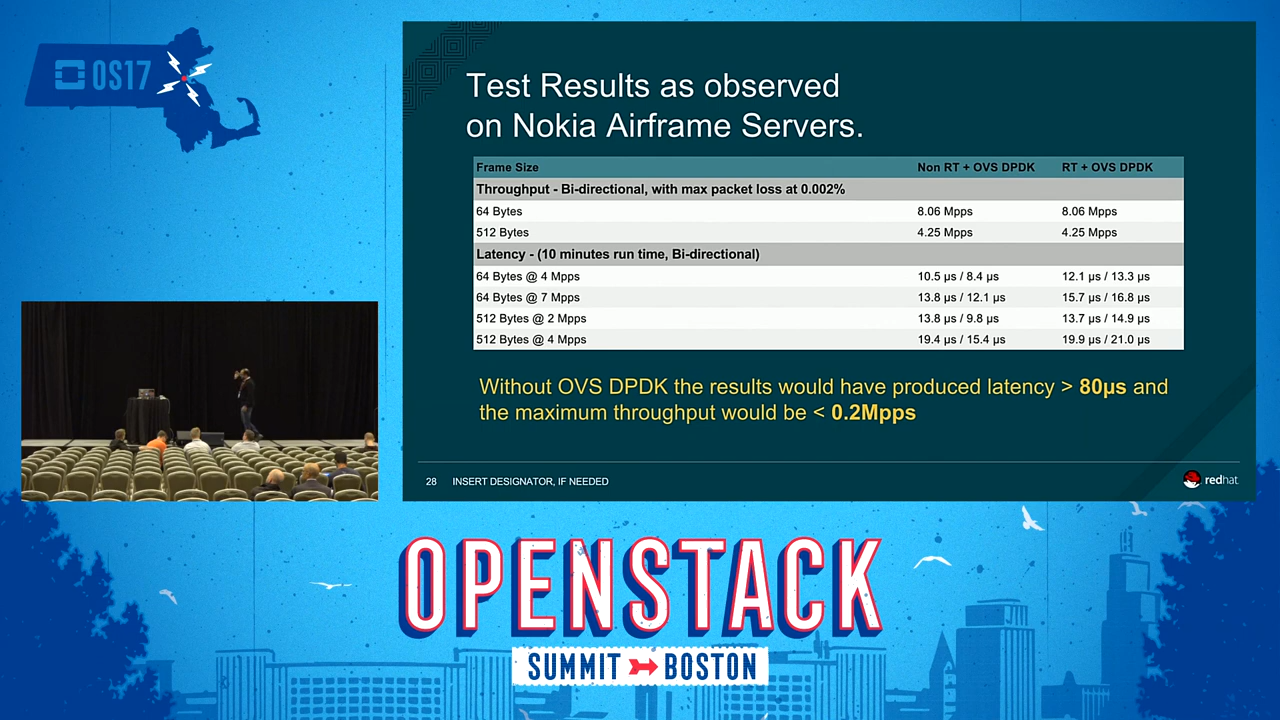 OS17
Test Results as observed
on Nokia Airframe Servers.
Frame Size Non RT + OVS DPDK RT + OVS DPDK
Throughput - Bi-directional, with max packet loss at 0.002%
64 Bytes 8.06 Mpps 8.06 Mpps
512 Bytes 4.25 Mpps 4.25 Mpps
Latency - (10 minutes run time, Bi-directional)
64 Bytes @ 4 Mpps 10.5 µs / 8.4 µs 12.1 µs / 13.3 µs
64 Bytes @ 7 Mpps 13.8 µs / 12.1 µs 15.7 µs / 16.8 µs
512 Bytes @ 2 Mpps 13.8 µs / 9.8 µs 13.7 µs / 14.9 µs
512 Bytes @ 4 Mpps 19.4 µs / 15.4 µs 19.9 µs / 21.0 µs
Without OVS DPDK the results would have produced latency > 80µs and
the maximum throughput would be < 0.2Mpps
28 INSERT DESIGNATOR, IF NEEDED
redhat.
OPENSTACK
SUMMIT BOSTON